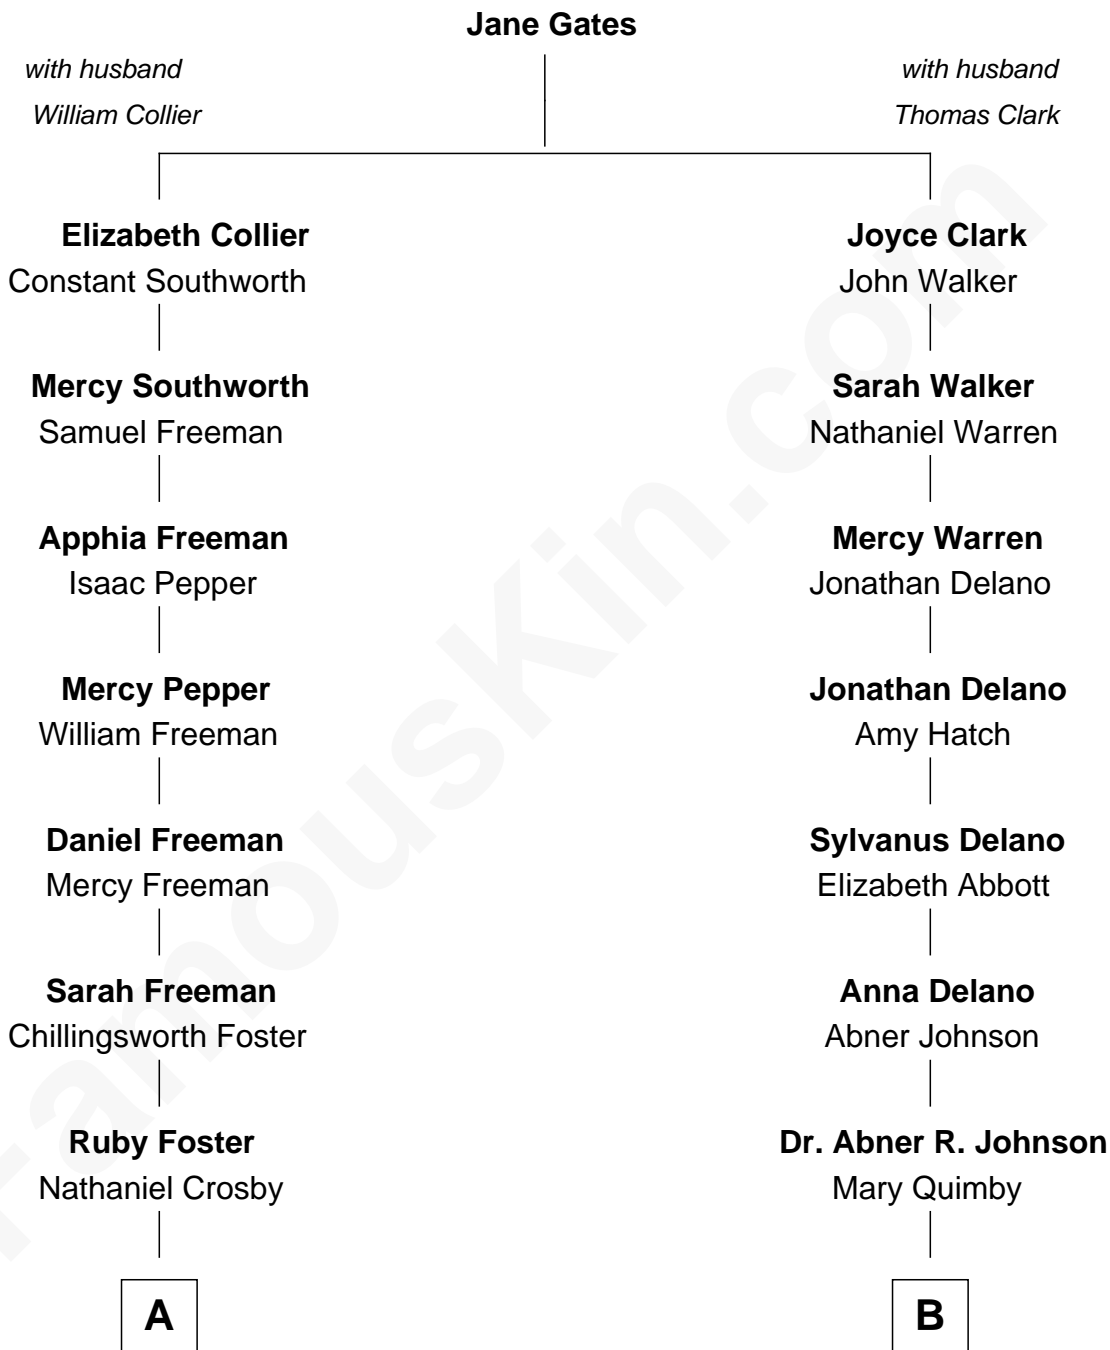 Jane Gates
with husband
William Collier
with husband
Thomas Clark
Elizabeth Collier
Constant Southworth
Joyce Clark
John Walker
Mercy Southworth
Samuel Freeman
Sarah Walker
Nathaniel Warren
Apphia Freeman
Isaac Pepper
Mercy Warren
Jonathan Delano
Mercy Pepper
William Freeman
Jonathan Delano
Amy Hatch
Daniel Freeman
Mercy Freeman
Sylvanus Delano
Elizabeth Abbott
Sarah Freeman
Chillingsworth Foster
Anna Delano
Abner Johnson
Ruby Foster
Nathaniel Crosby
Dr. Abner R. Johnson
Mary Quimby
A
B
FamousKin.com